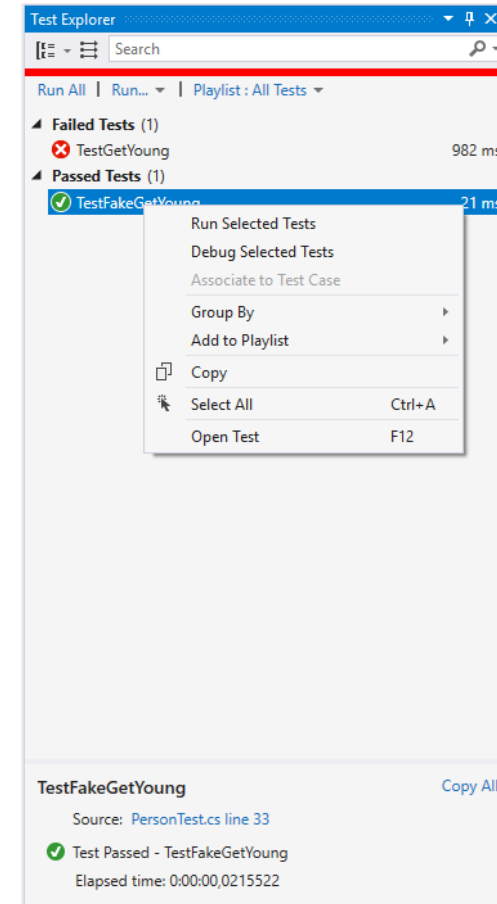 Test Explorer
Search
Run All | Run... | Playlist : All Tests
Failed Tests (1)
TestGetYoung 982 ms
Passed Tests (1)
TestFakeGetYoung 21 ms
Run Selected Tests
Debug Selected Tests
Associate to Test Case
Group By
Add to Playlist
Copy
Select All Ctrl+A
Open Test F12
TestFakeGetYoung Copy All
Source: PersonTest.cs line 33
Test Passed - TestFakeGetYoung
Elapsed time: 0:00:00,0215522